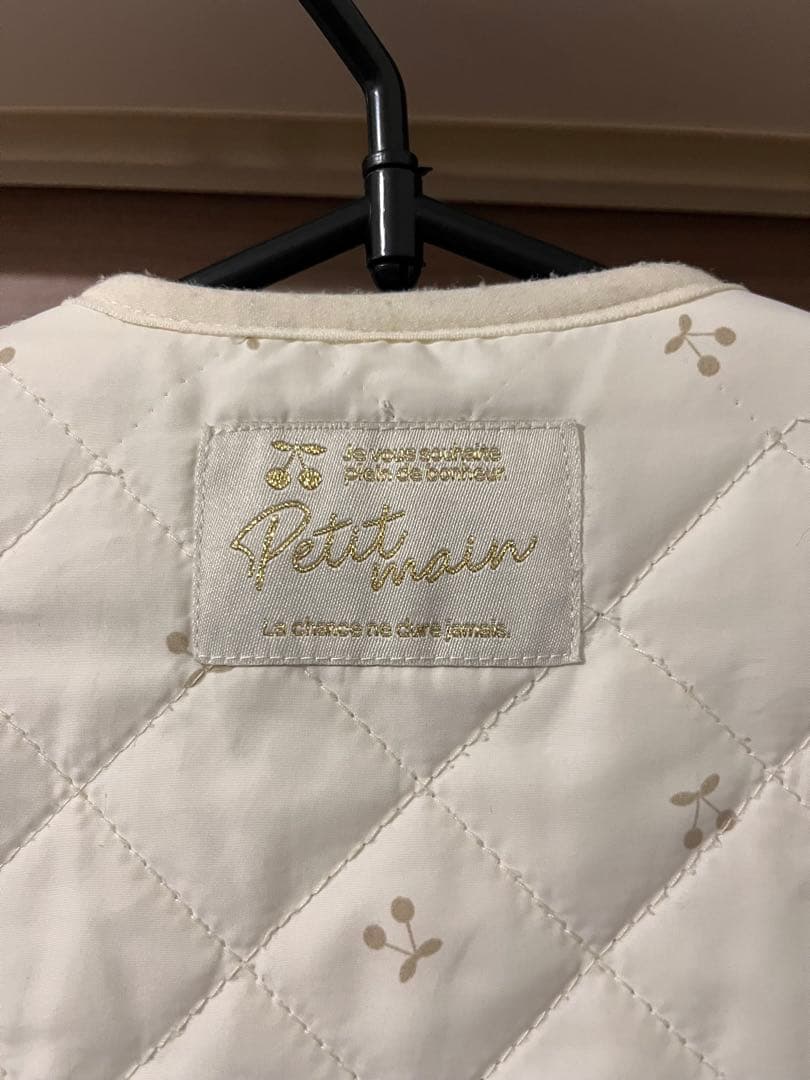 Je vous souhaite
plein de bonheur.
Petit main
La chance ne dure jamais.